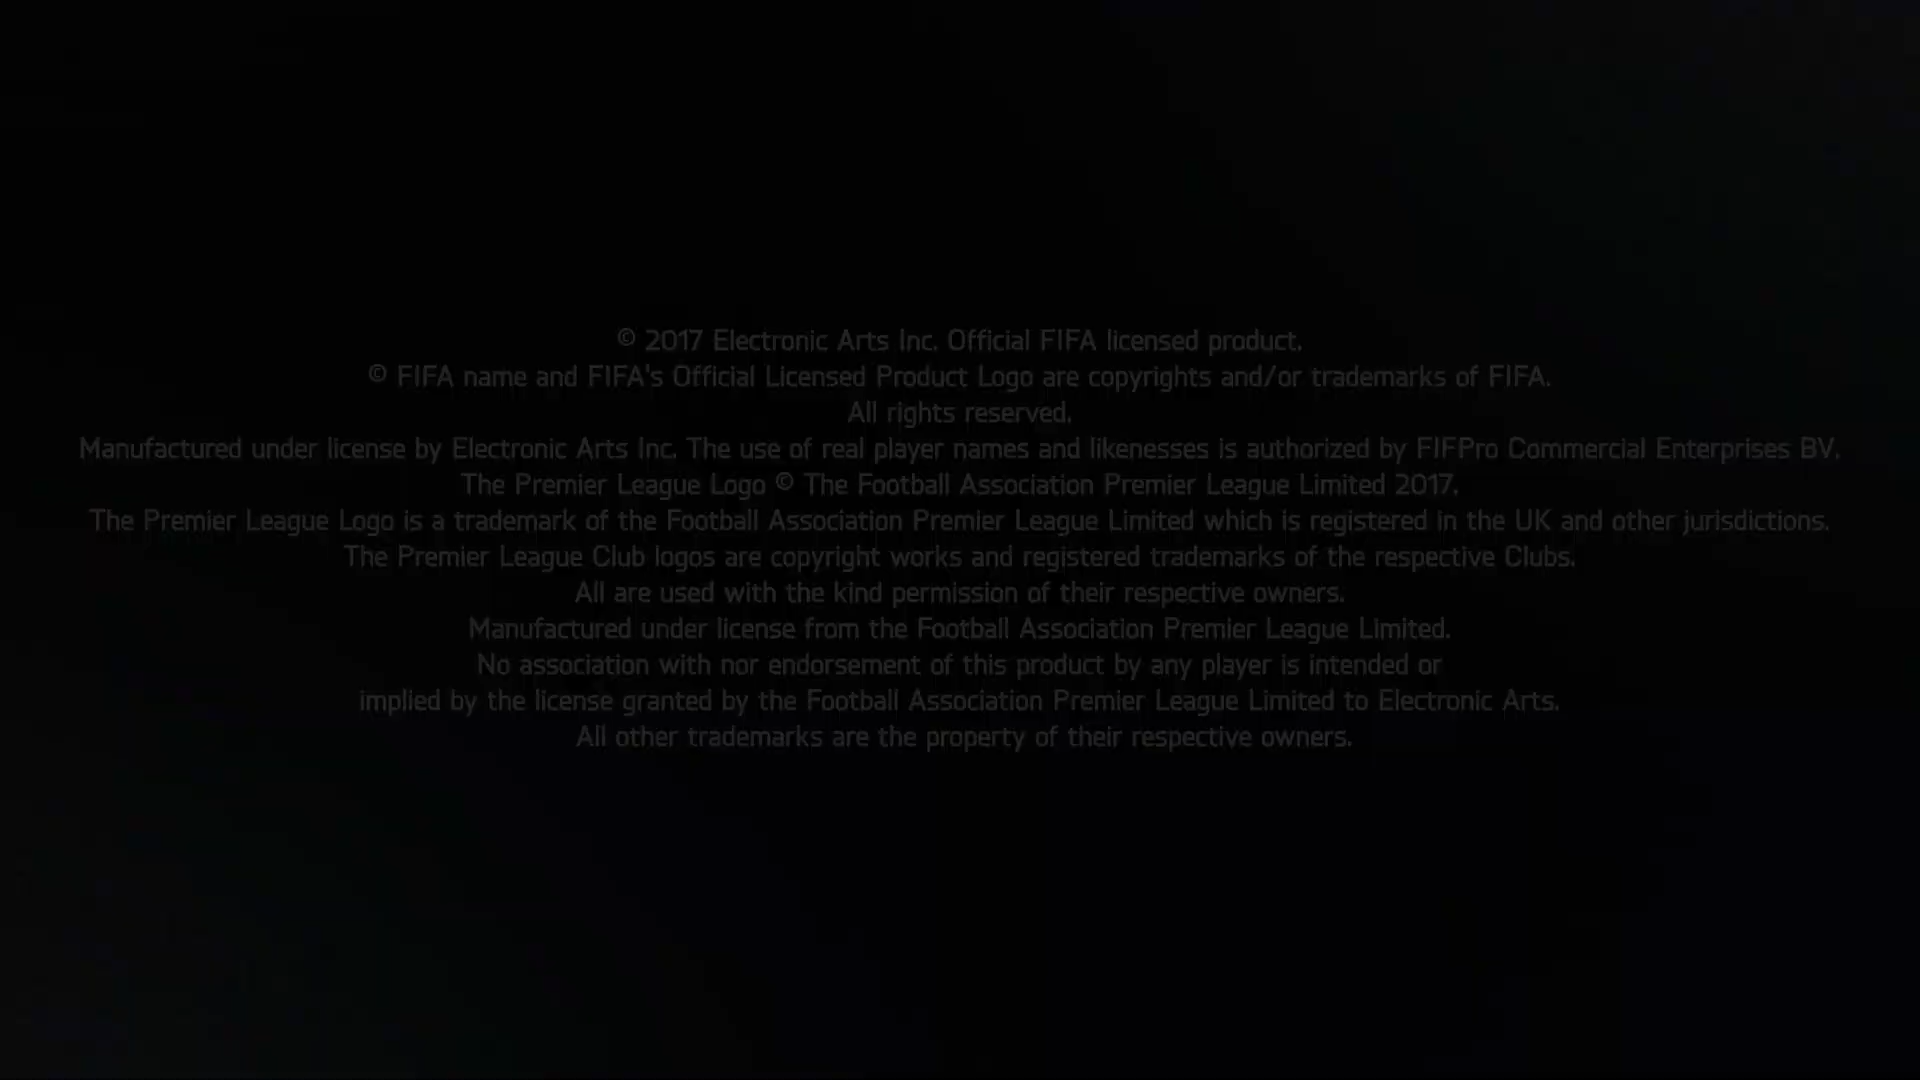 © 2017 Electronic Arts Inc. Official FIFA licensed product.
© FIFA name and FIFA's Official Licensed Product Logo are copyrights and/or trademarks of FIFA.
All rights reserved.
Manufactured under license by Electronic Arts Inc. The use of real player names and likenesses is authorized by FIFPro Commercial Enterprises BV.
The Premier League Logo © The Football Association Premier League Limited 2017.
The Premier League Logo is a trademark of the Football Association Premier League Limited which is registered in the UK and other jurisdictions.
The Premier League Club logos are copyright works and registered trademarks of the respective Clubs.
All are used with the kind permission of their respective owners.
Manufactured under license from the Football Association Premier League Limited.
No association with nor endorsement of this product by any player is intended or
implied by the license granted by the Football Association Premier League Limited to Electronic Arts.
All other trademarks are the property of their respective owners.